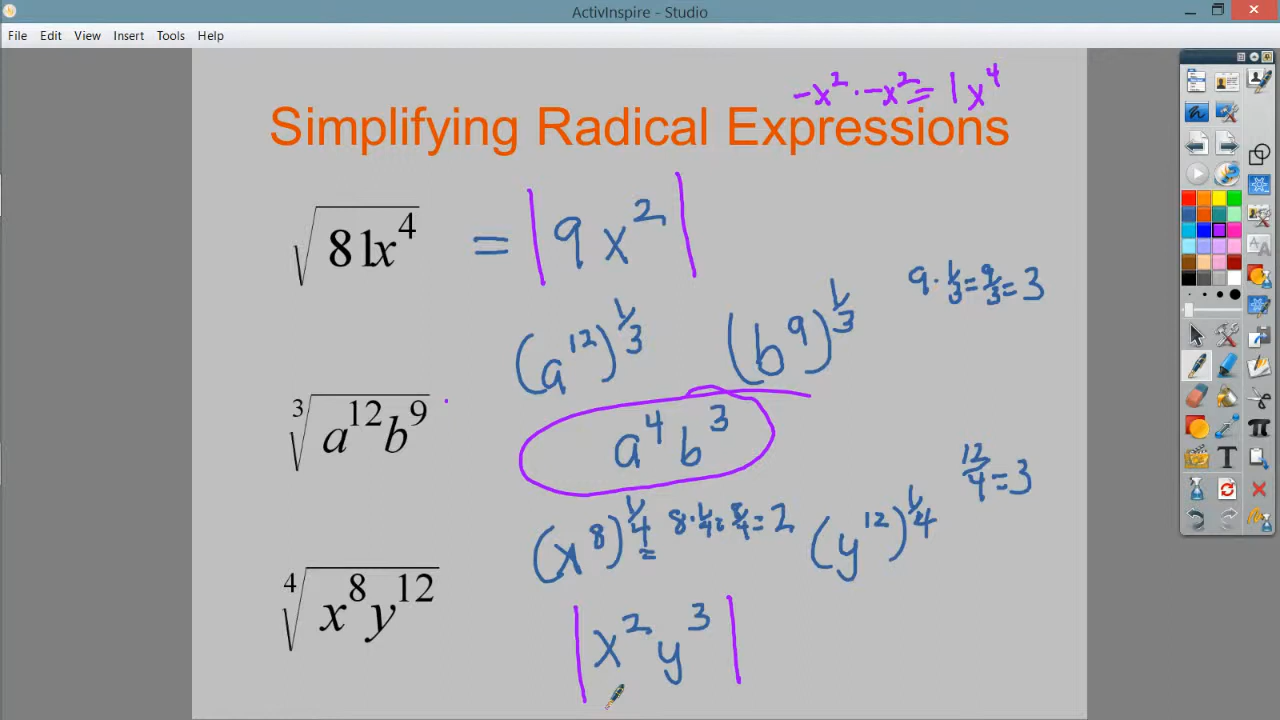 ActivInspire - Studio
File Edit View Insert Tools Help
-x² · -x² = 1x⁴
Simplifying Radical Expressions
√81x⁴ = |9x²|
(a¹²)^1/3 (b⁹)^1/3 9 · 1/3 = 9/3 = 3
³√a¹²b⁹ a⁴b³
12/4 = 3
(x⁸)^1/4 = 8 · 1/4 = 8/4 = 2 (y¹²)^1/4
⁴√x⁸y¹²
|x²y³|